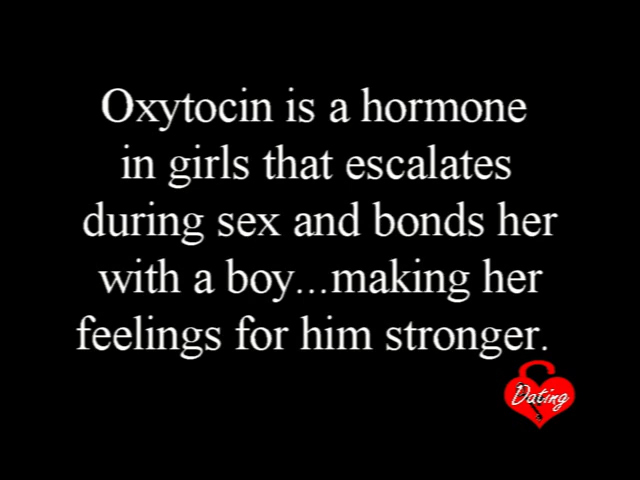 Oxytocin is a hormone
in girls that escalates
during sex and bonds her
with a boy...making her
feelings for him stronger.
Dating